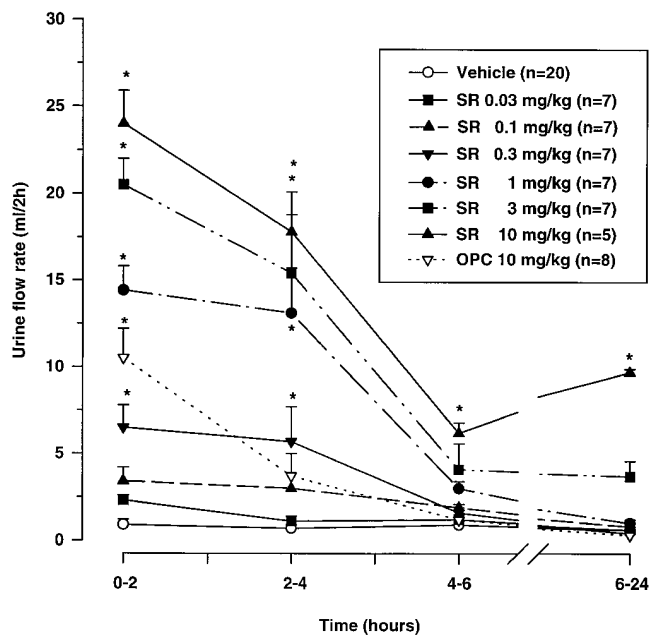 30
25
20
15
10
5
0
Urine flow rate (ml/2h)
Vehicle (n=20)
SR 0.03 mg/kg (n=7)
SR 0.1 mg/kg (n=7)
SR 0.3 mg/kg (n=7)
SR 1 mg/kg (n=7)
SR 3 mg/kg (n=7)
SR 10 mg/kg (n=5)
OPC 10 mg/kg (n=8)
*
*
*
*
*
*
*
*
*
*
*
0-2
2-4
4-6
6-24
Time (hours)